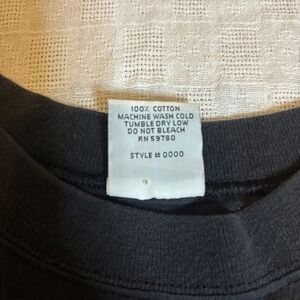 100% COTTON
MACHINE WASH COLD
TUMBLE DRY LOW
DO NOT BLEACH
RN 59780
STYLE # 0000